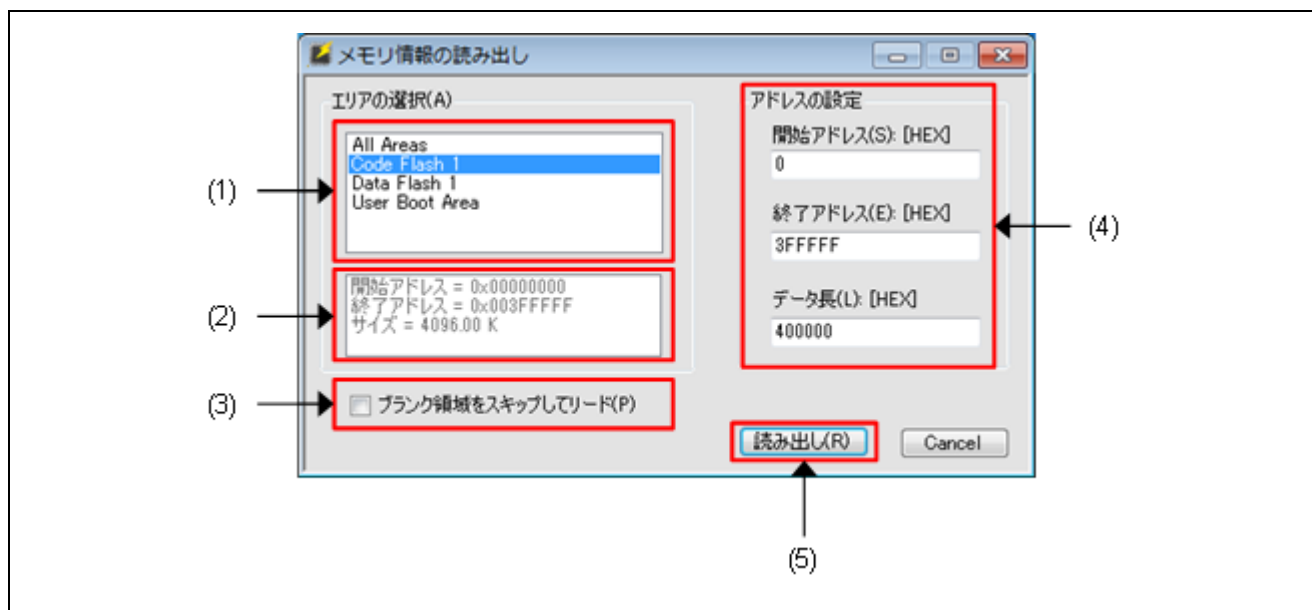 メモリ情報の読み出し
エリアの選択(A)
All Areas
Code Flash 1
Data Flash 1
User Boot Area
(1)
開始アドレス = 0x00000000
終了アドレス = 0x003FFFFF
サイズ = 4096.00 K
(2)
ブランク領域をスキップしてリード(P)
(3)
アドレスの設定
開始アドレス(S): [HEX]
0
終了アドレス(E): [HEX]
3FFFFF
データ長(L): [HEX]
400000
(4)
読み出し(R)
Cancel
(5)